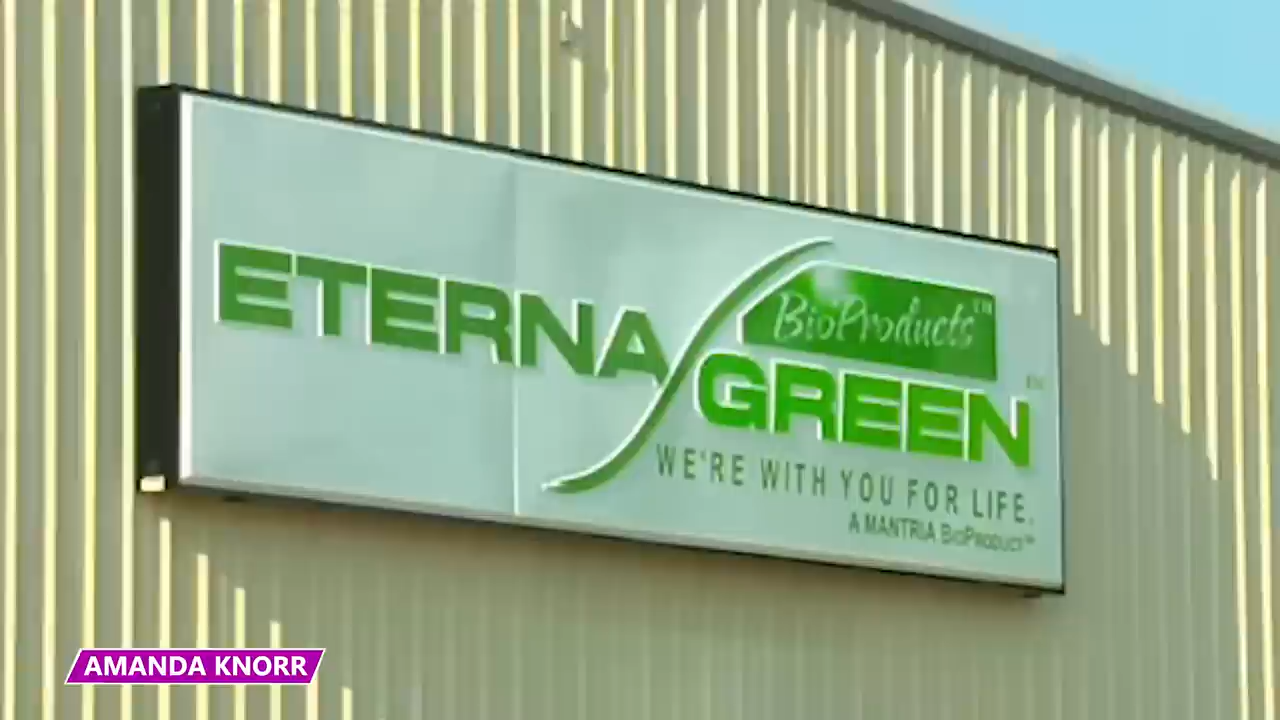 ETERNA
BioProducts™
GREEN™
WE'RE WITH YOU FOR LIFE.
A MANTRIA BIOPRODUCT™
AMANDA KNORR